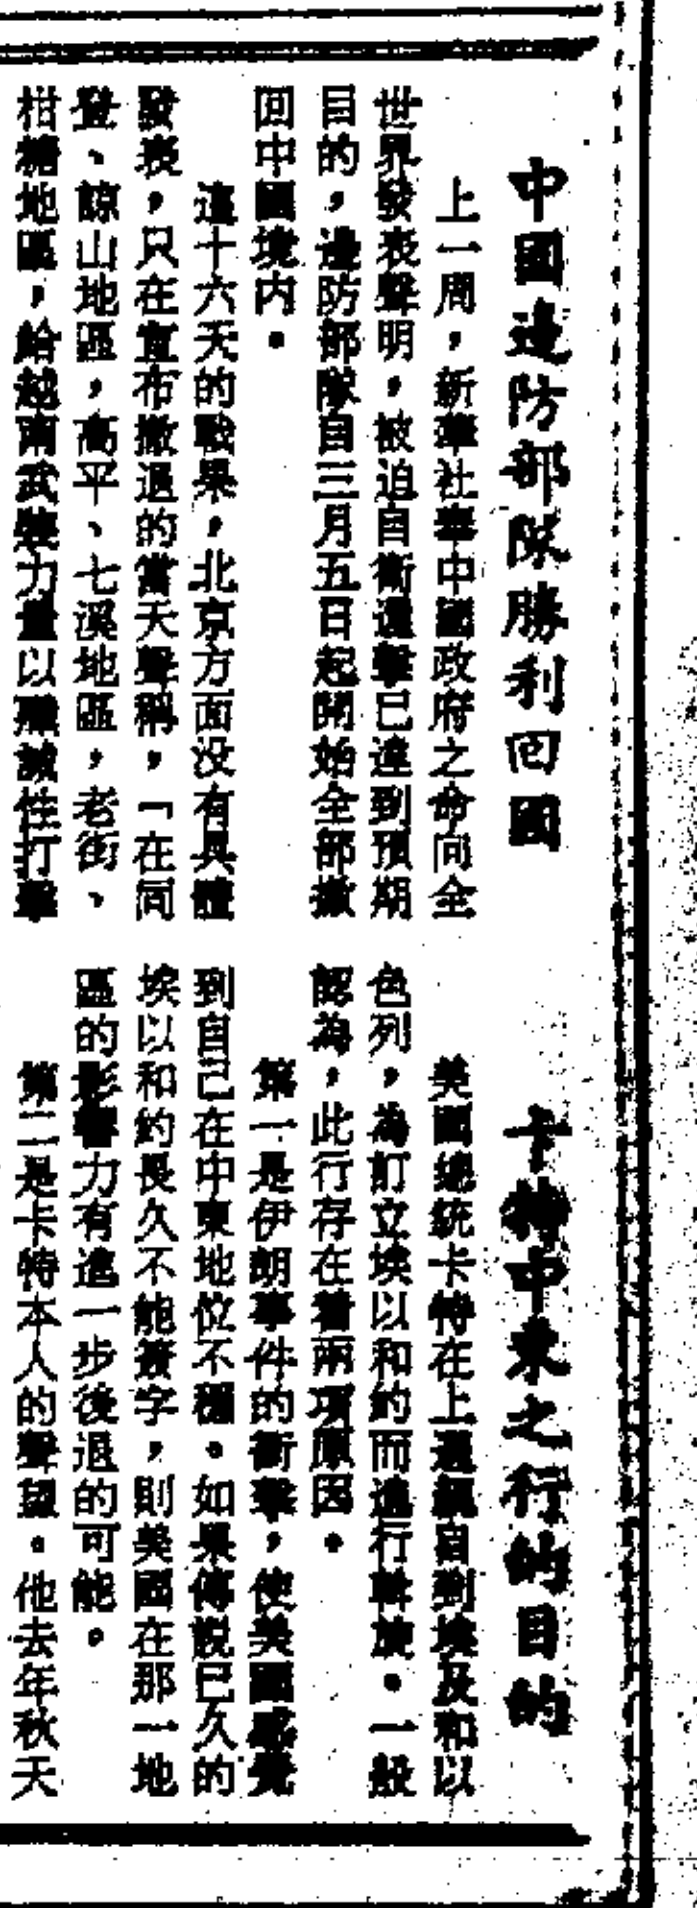 中國邊防部隊勝利回國
上一周，新華社奉中國政府之命向全
世界發表聲明，被迫自衛還擊已達到預期
目的，邊防部隊自三月五日起開始全部撤
回中國境内。
這十六天的戰果，北京方面没有具體
發表，只在宣布撤退的當天聲稱，「在同
登、諒山地區，高平、七溪地區，老街、
柑糖地區，給越南武裝力量以殲滅性打擊
卡特中東之行的目的
美國總統卡特在上週親自到埃及和以
色列，為訂立埃以和約而進行斡旋。一般
認為，此行存在着兩項原因。
第一是伊朗事件的衝擊，使美國感覺
到自己在中東地位不穩。如果傳説已久的
埃以和約長久不能簽字，則美國在那一地
區的影響力有進一步後退的可能。
第二是卡特本人的聲望。他去年秋天